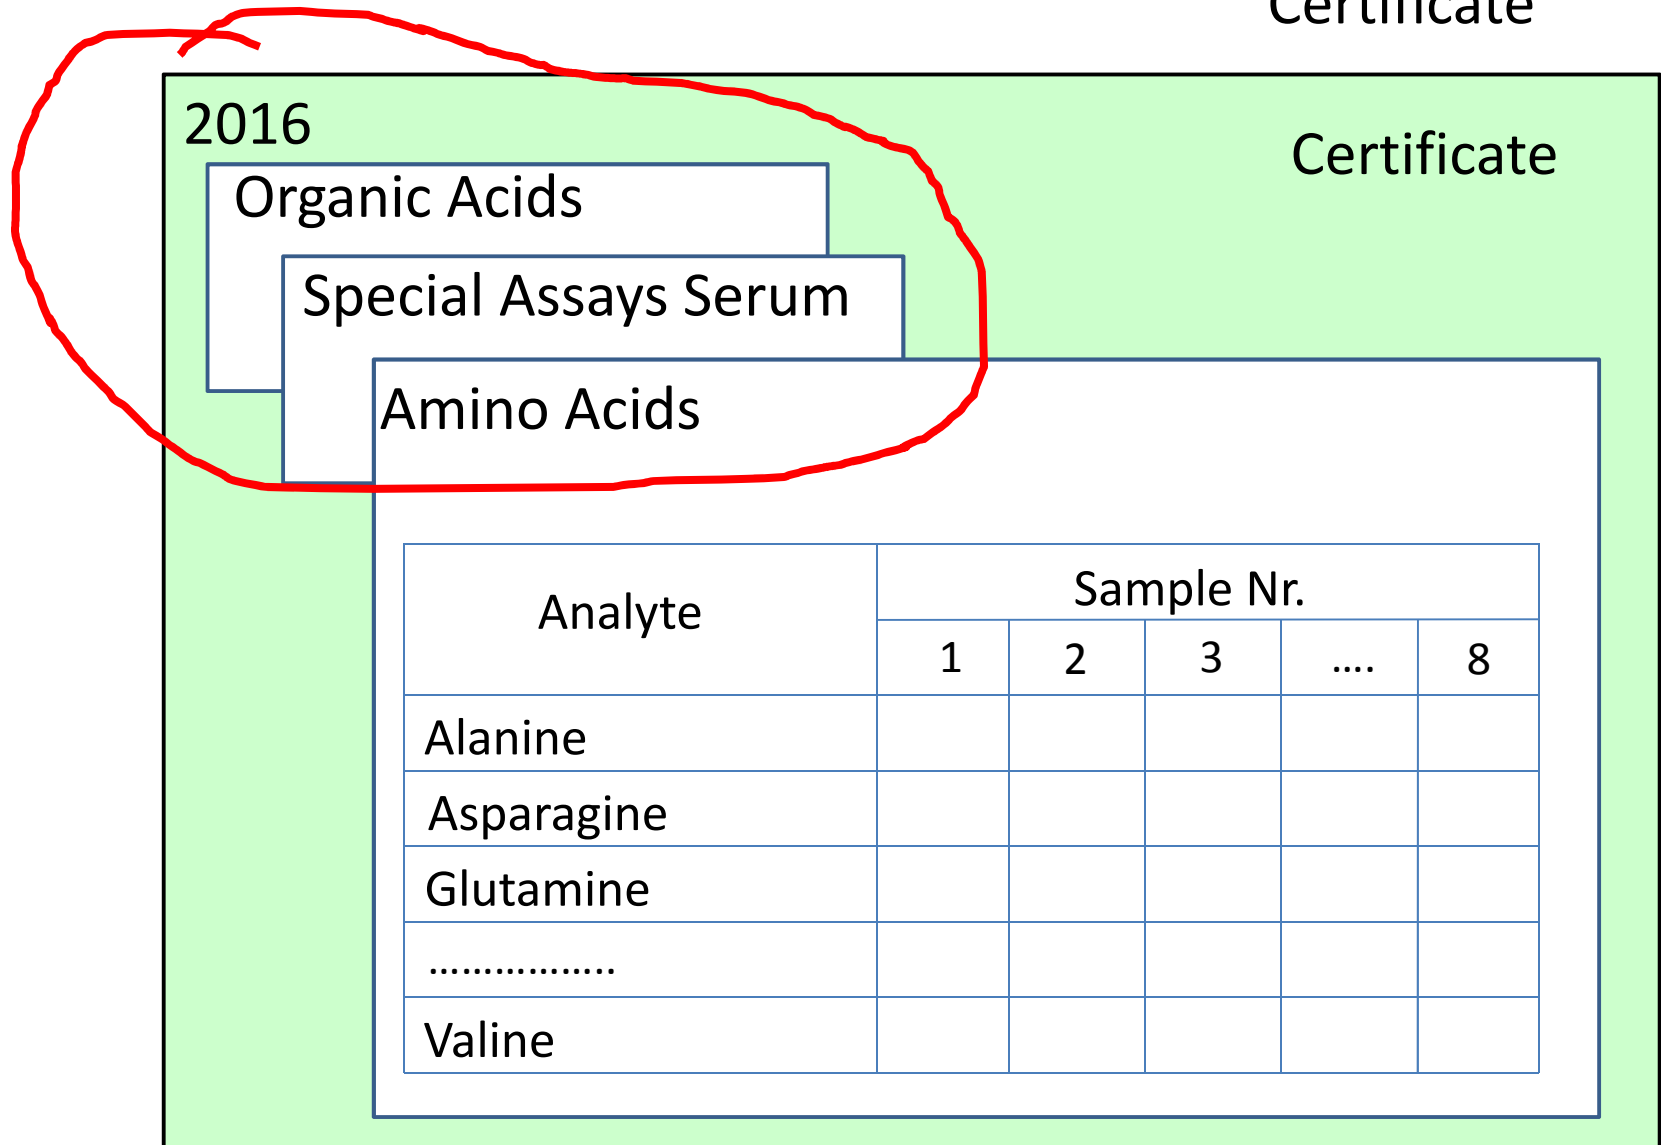 Certificate
2016
Certificate
Organic Acids
Special Assays Serum
Amino Acids
Analyte
Sample Nr.
1 2 3 .... 8
Alanine
Asparagine
Glutamine
……………..
Valine